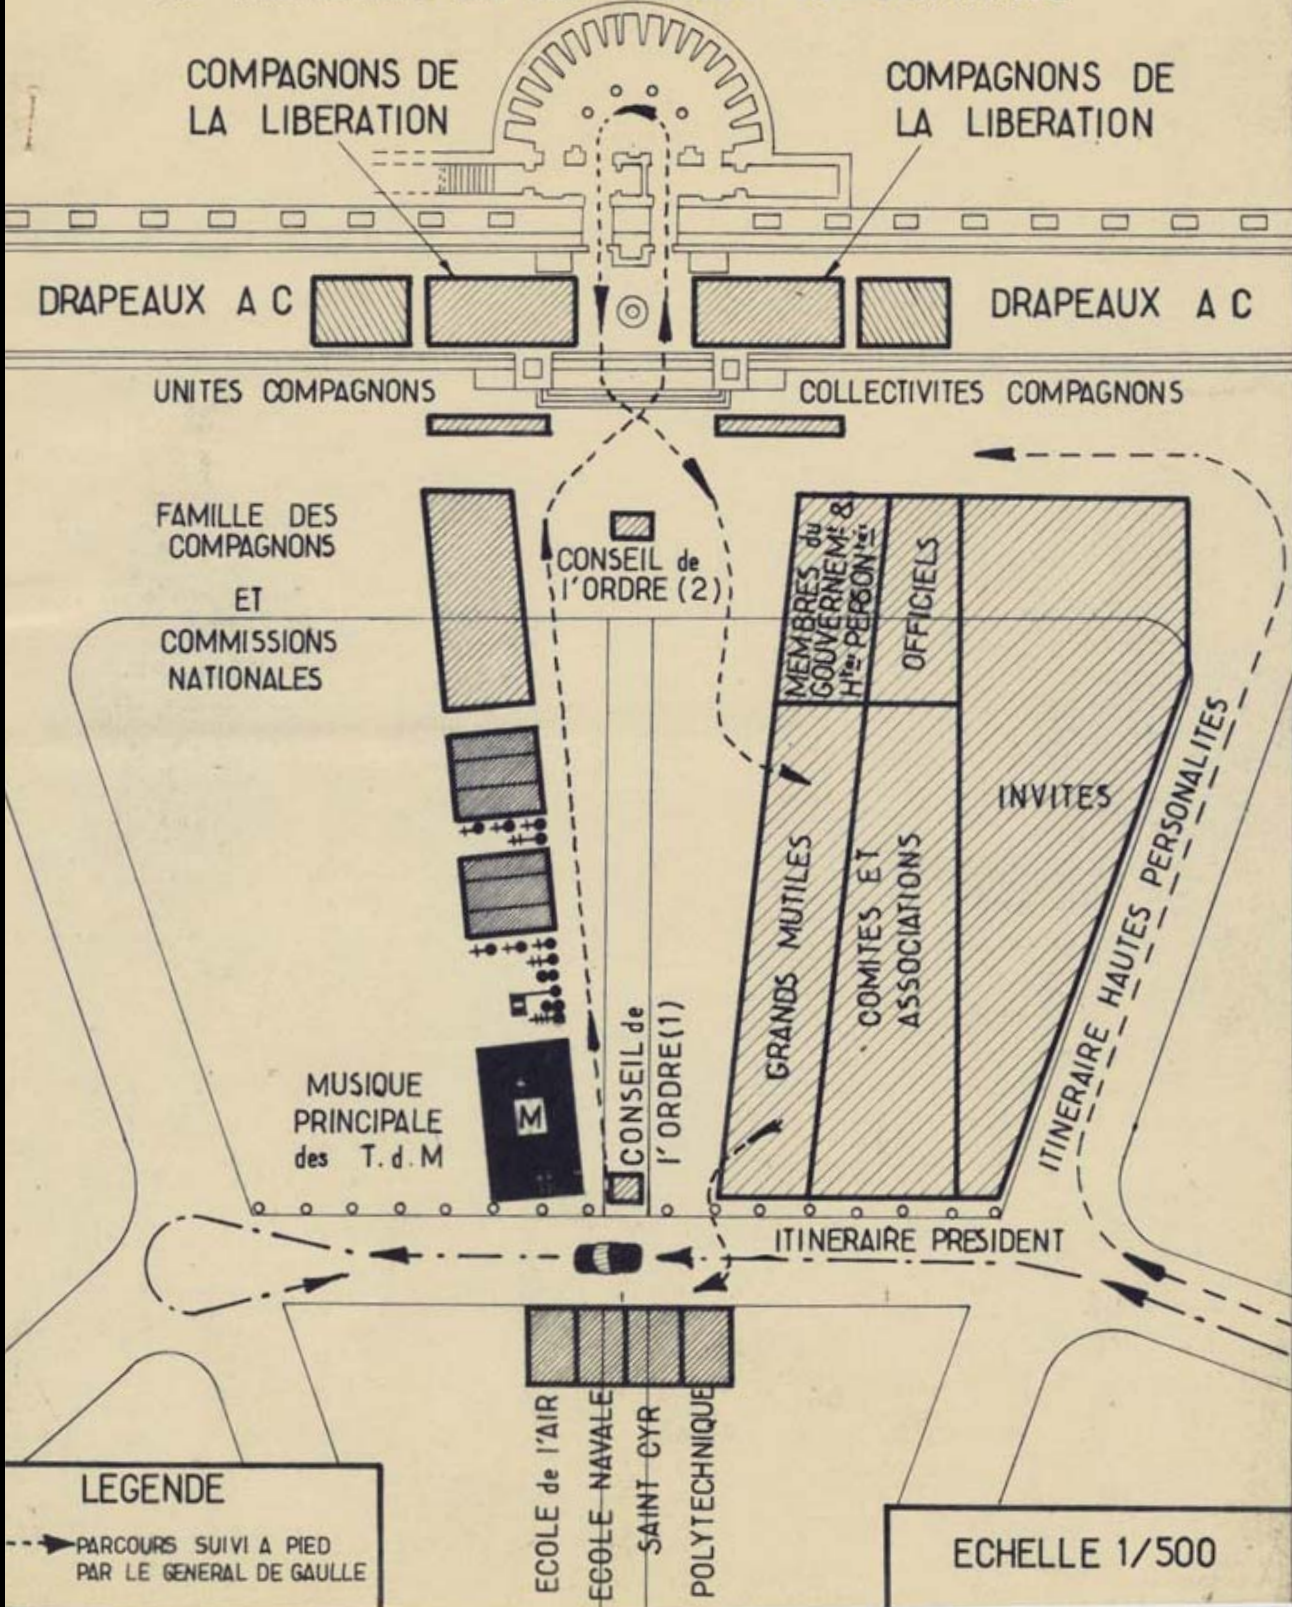 COMPAGNONS DE
LA LIBERATION
COMPAGNONS DE
LA LIBERATION
DRAPEAUX A C
DRAPEAUX A C
UNITES COMPAGNONS
COLLECTIVITES COMPAGNONS
FAMILLE DES
COMPAGNONS
ET
COMMISSIONS
NATIONALES
CONSEIL de
l'ORDRE (2)
MEMBRES du
GOUVERNEMt &
Htes PERSONtés
OFFICIELS
INVITES
GRANDS MUTILES
COMITES ET
ASSOCIATIONS
ITINERAIRE HAUTES PERSONALITES
MUSIQUE
PRINCIPALE
des T.d.M
M
CONSEIL de
l'ORDRE (1)
ITINERAIRE PRESIDENT
ECOLE de l'AIR
ECOLE NAVALE
SAINT CYR
POLYTECHNIQUE
LEGENDE
PARCOURS SUIVI A PIED
PAR LE GENERAL DE GAULLE
ECHELLE 1/500